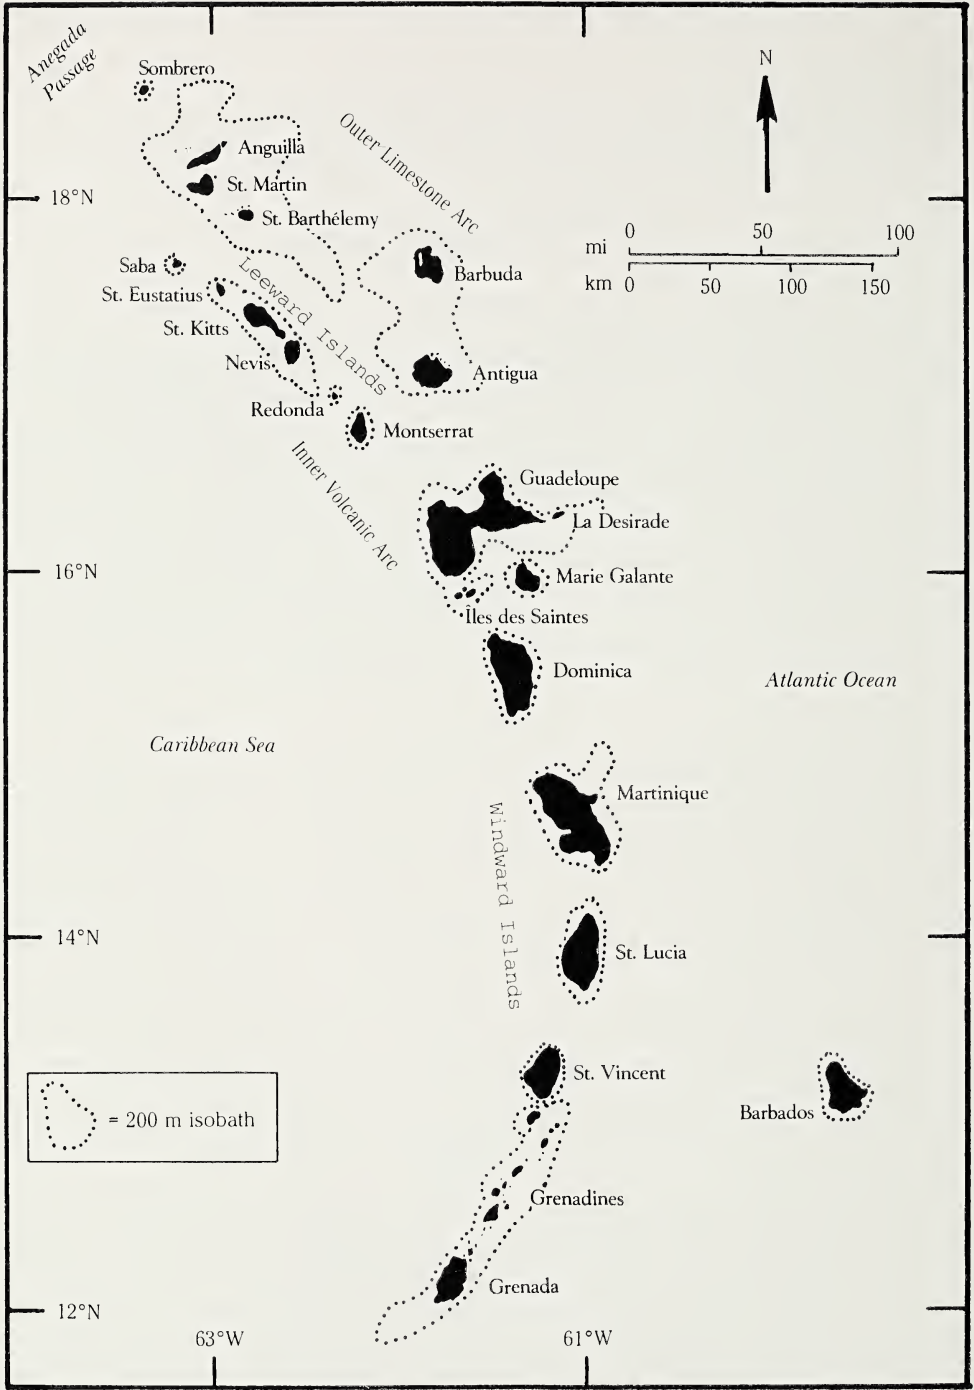 Anegada
Passage
Sombrero
N
Outer Limestone Arc
Anguilla
St. Martin
18°N
St. Barthélemy
0 50 100
mi
Saba
Barbuda
km 0 50 100 150
Leeward Islands
St. Eustatius
St. Kitts
Nevis
Antigua
Redonda
Montserrat
Inner Volcanic Arc
Guadeloupe
La Desirade
16°N
Marie Galante
Îles des Saintes
Dominica
Atlantic Ocean
Caribbean Sea
Martinique
Windward Islands
14°N
St. Lucia
St. Vincent
Barbados
= 200 m isobath
Grenadines
Grenada
12°N
63°W
61°W